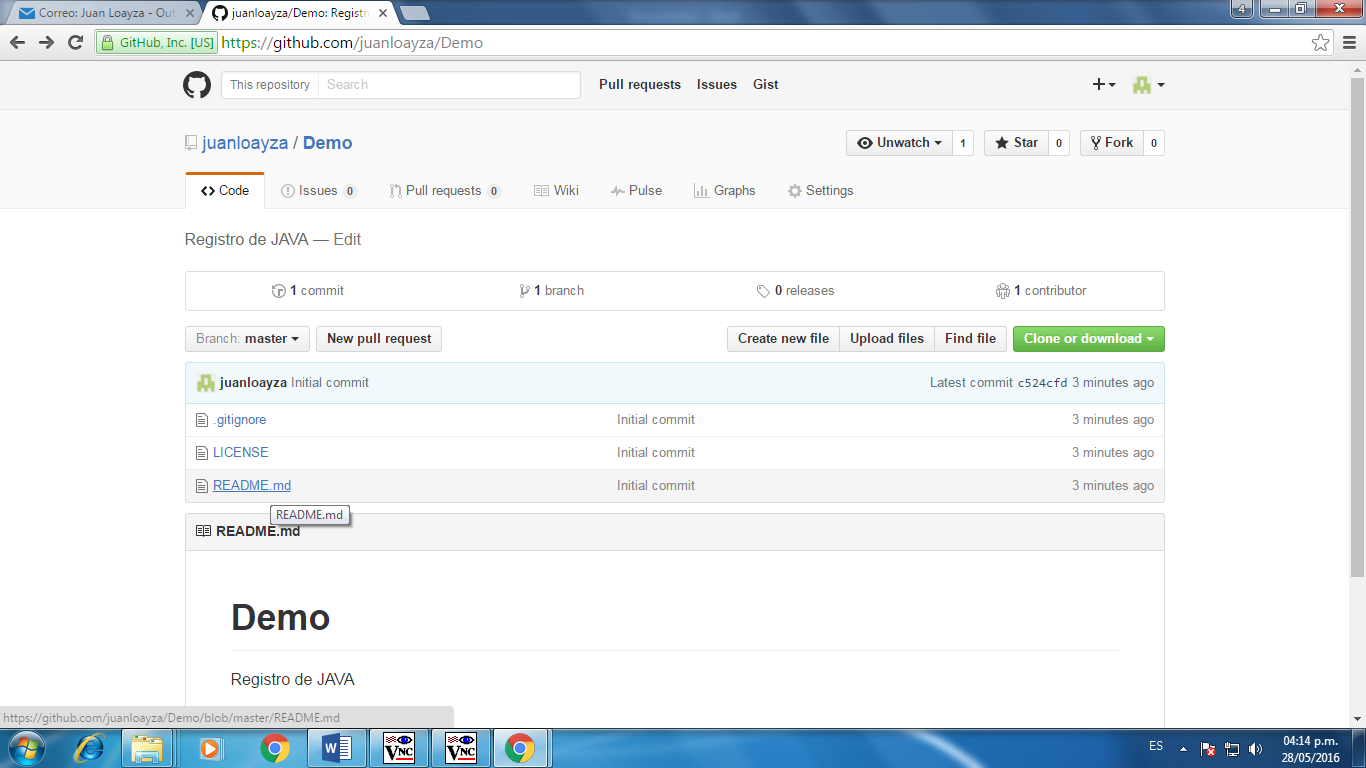 Correo: Juan Loayza - Out
juanloayza/Demo: Registr
4
GitHub, Inc. [US] https://github.com/juanloayza/Demo
This repository Search Pull requests Issues Gist
juanloayza / Demo
Unwatch 1 Star 0 Fork 0
Code Issues 0 Pull requests 0 Wiki Pulse Graphs Settings
Registro de JAVA — Edit
1 commit 1 branch 0 releases 1 contributor
Branch: master New pull request Create new file Upload files Find file Clone or download
juanloayza Initial commit Latest commit c524cfd 3 minutes ago
.gitignore Initial commit 3 minutes ago
LICENSE Initial commit 3 minutes ago
README.md Initial commit 3 minutes ago
README.md
README.md
Demo
Registro de JAVA
https://github.com/juanloayza/Demo/blob/master/README.md
W VNC VNC
ES 04:14 p.m.
28/05/2016